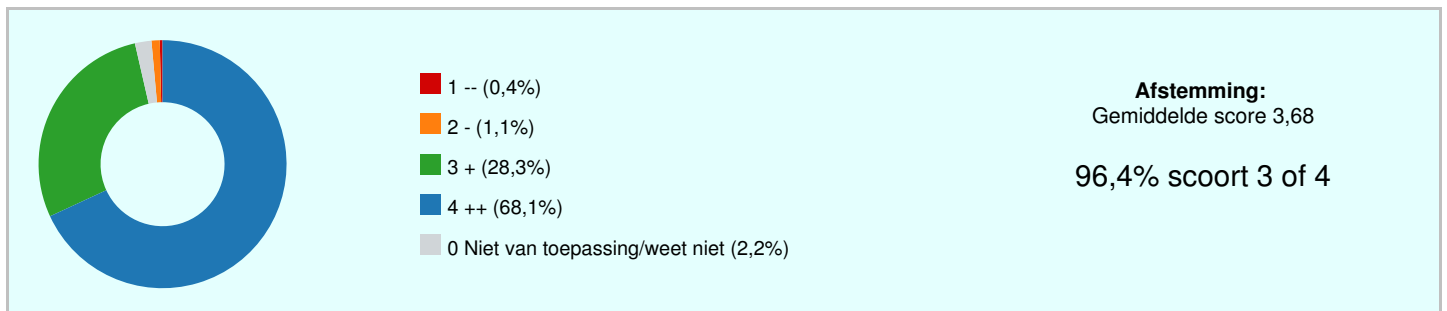 1 -- (0,4%)
2 - (1,1%)
3 + (28,3%)
4 ++ (68,1%)
0 Niet van toepassing/weet niet (2,2%)
Afstemming:
Gemiddelde score 3,68
96,4% scoort 3 of 4